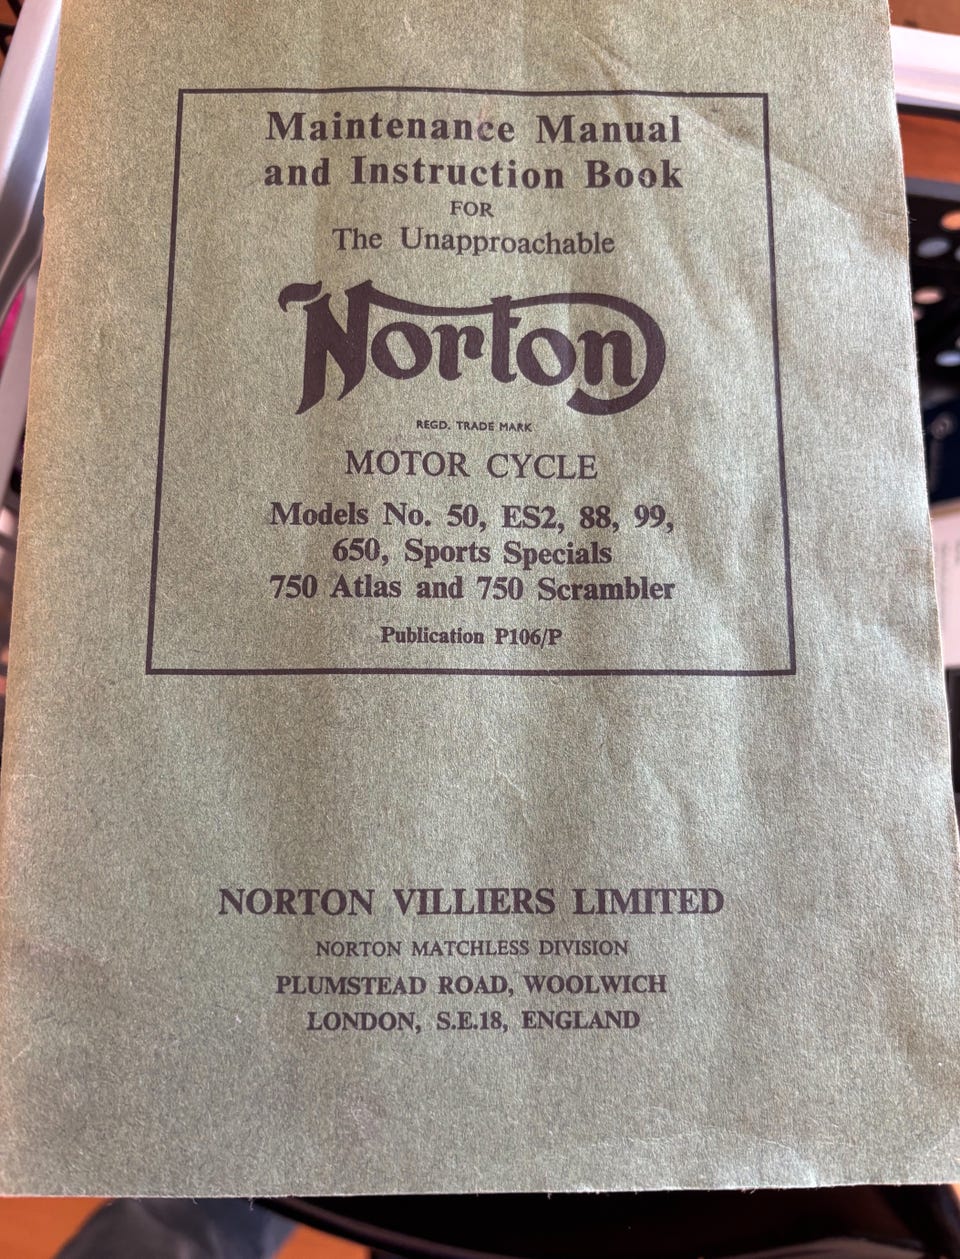 Maintenance Manual
and Instruction Book
FOR
The Unapproachable
Norton
REGD. TRADE MARK
MOTOR CYCLE
Models No. 50, ES2, 88, 99,
650, Sports Specials
750 Atlas and 750 Scrambler
Publication P106/P
NORTON VILLIERS LIMITED
NORTON MATCHLESS DIVISION
PLUMSTEAD ROAD, WOOLWICH
LONDON, S.E.18, ENGLAND